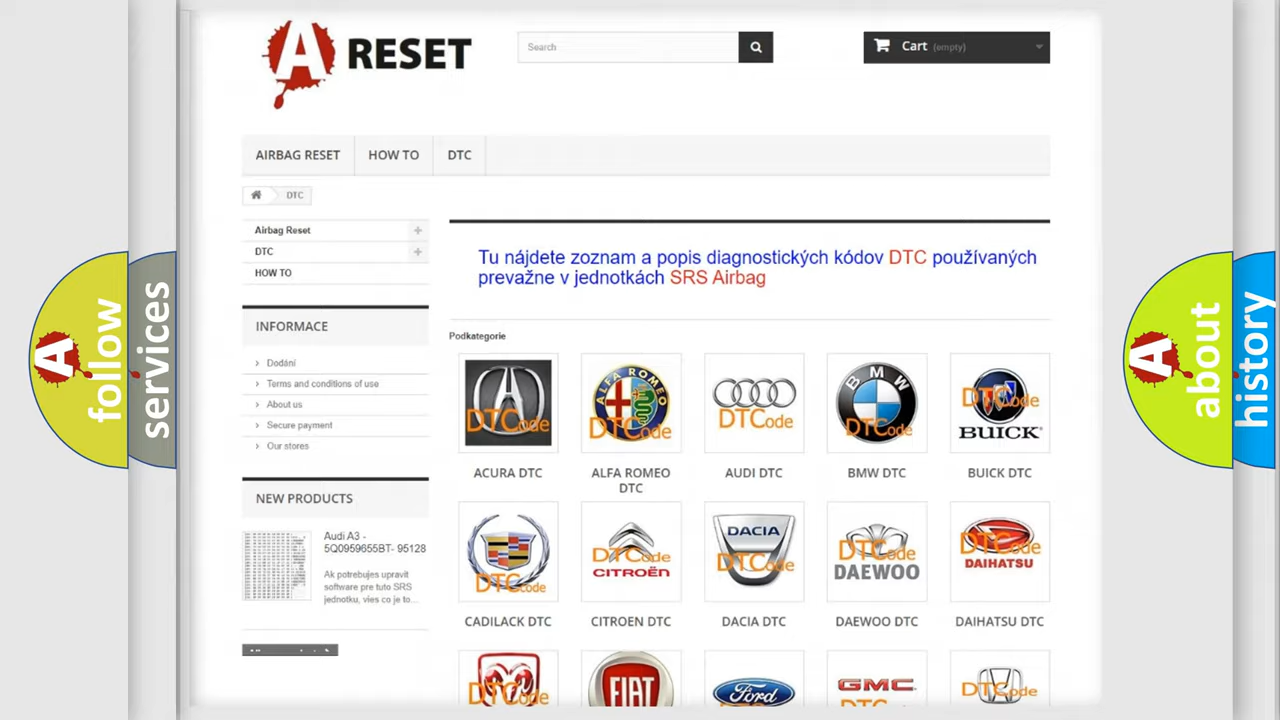 A RESET
Search
Cart (empty)
AIRBAG RESET
HOW TO
DTC
DTC
Airbag Reset
DTC
HOW TO
INFORMACE
Dodání
Terms and conditions of use
About us
Secure payment
Our stores
NEW PRODUCTS
Audi A3 -
5Q0959655BT- 95128
Ak potrebujes upravit
software pre tuto SRS
jednotku, vies co je to...
Tu nájdete zoznam a popis diagnostických kódov DTC používaných
prevažne v jednotkách SRS Airbag
Podkategorie
DTCode
ALFA ROMEO
DTCode
DTCode
BMW
DTCode
DTCode
BUICK
ACURA DTC
ALFA ROMEO
DTC
AUDI DTC
BMW DTC
BUICK DTC
DTCode
DTCode
CITROËN
DACIA
DTCode
DTCode
DAEWOO
DTCode
DAIHATSU
CADILACK DTC
CITROEN DTC
DACIA DTC
DAEWOO DTC
DAIHATSU DTC
DTCode
FIAT
Ford
GMC
DTCode
A follow
services
A about
history